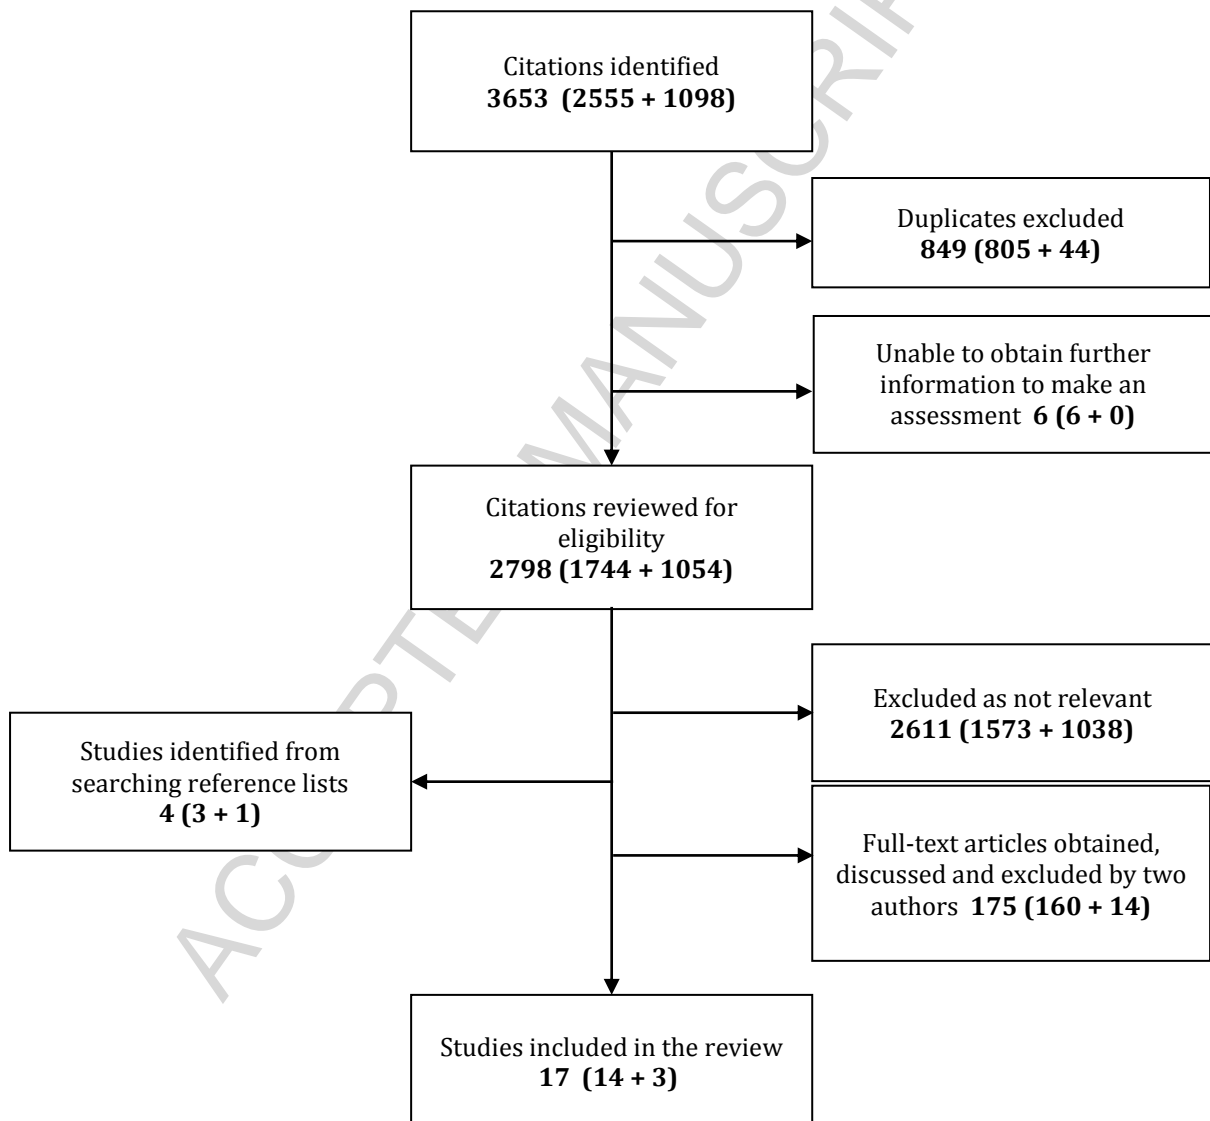 Citations identified
3653 (2555 + 1098)
Duplicates excluded
849 (805 + 44)
Unable to obtain further
information to make an
assessment 6 (6 + 0)
Citations reviewed for
eligibility
2798 (1744 + 1054)
Excluded as not relevant
2611 (1573 + 1038)
Studies identified from
searching reference lists
4 (3 + 1)
Full-text articles obtained,
discussed and excluded by two
authors 175 (160 + 14)
Studies included in the review
17 (14 + 3)